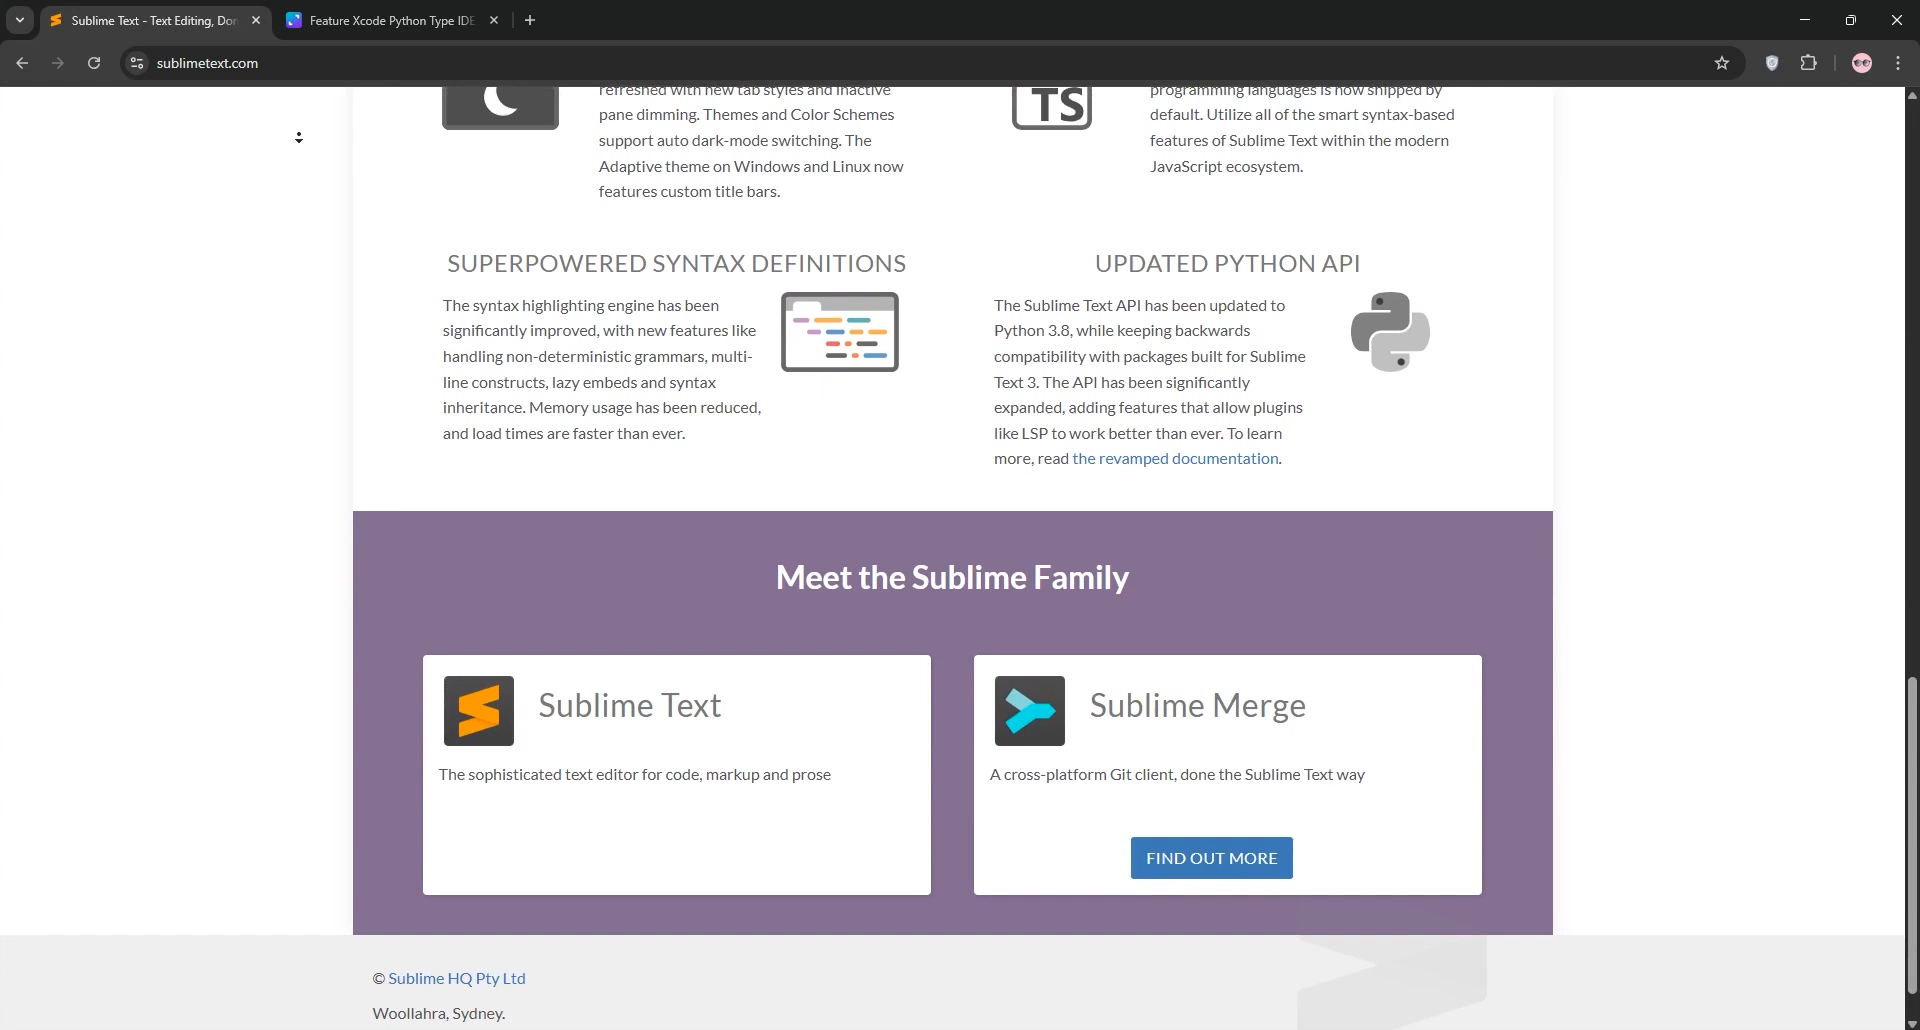 Sublime Text - Text Editing, Don
Feature Xcode Python Type IDE
sublimetext.com
refreshed with new tab styles and inactive
pane dimming. Themes and Color Schemes
support auto dark-mode switching. The
Adaptive theme on Windows and Linux now
features custom title bars.
TS
programming languages is now shipped by
default. Utilize all of the smart syntax-based
features of Sublime Text within the modern
JavaScript ecosystem.
SUPERPOWERED SYNTAX DEFINITIONS
The syntax highlighting engine has been
significantly improved, with new features like
handling non-deterministic grammars, multi-
line constructs, lazy embeds and syntax
inheritance. Memory usage has been reduced,
and load times are faster than ever.
UPDATED PYTHON API
The Sublime Text API has been updated to
Python 3.8, while keeping backwards
compatibility with packages built for Sublime
Text 3. The API has been significantly
expanded, adding features that allow plugins
like LSP to work better than ever. To learn
more, read the revamped documentation.
Meet the Sublime Family
Sublime Text
The sophisticated text editor for code, markup and prose
Sublime Merge
A cross-platform Git client, done the Sublime Text way
FIND OUT MORE
© Sublime HQ Pty Ltd
Woollahra, Sydney.